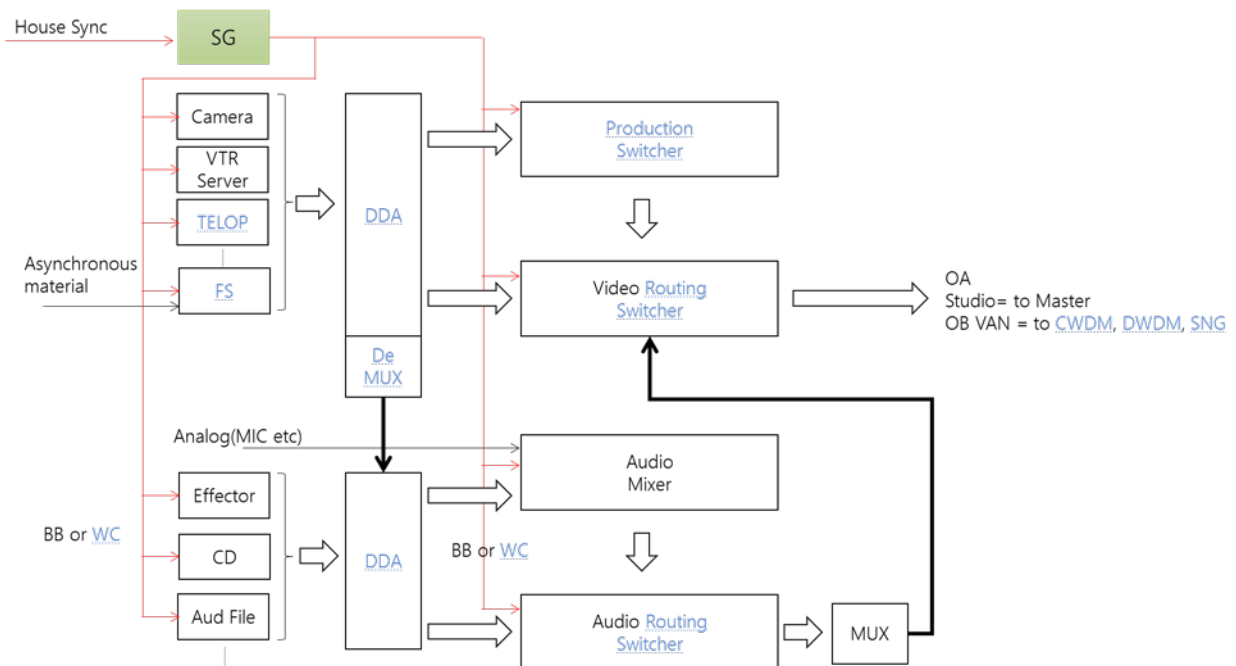 House Sync
SG
Camera
VTR
Server
TELOP
FS
Asynchronous
material
DDA
De
MUX
Production
Switcher
Video Routing
Switcher
OA
Studio= to Master
OB VAN = to CWDM, DWDM, SNG
Analog(MIC etc)
Audio
Mixer
Effector
CD
Aud File
BB or WC
DDA
BB or WC
Audio Routing
Switcher
MUX